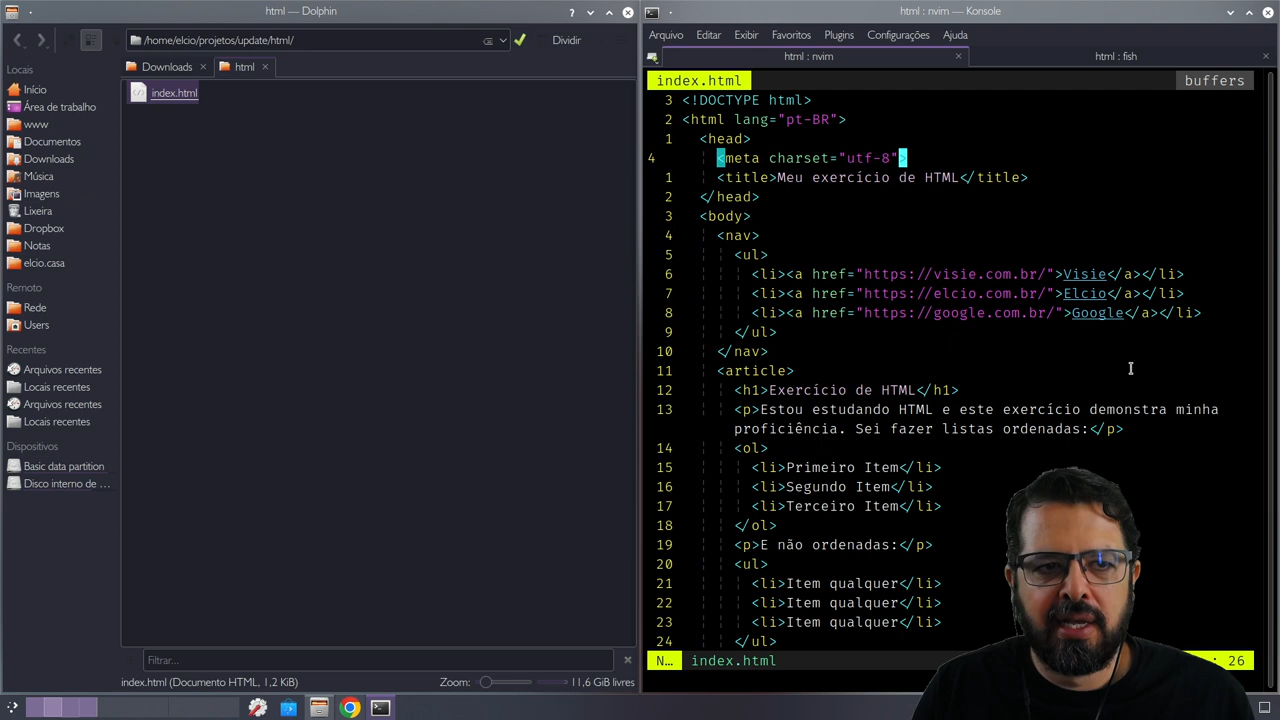 html — Dolphin
/home/elcio/projetos/update/html/
Dividir
Locais
Início
Área de trabalho
www
Documentos
Downloads
Música
Imagens
Lixeira
Dropbox
Notas
elcio.casa
Remoto
Rede
Users
Recentes
Arquivos recentes
Locais recentes
Arquivos recentes
Locais recentes
Dispositivos
Basic data partition
Disco interno de …
Downloads
html
index.html
Filtrar...
index.html (Documento HTML, 1,2 KiB)
Zoom:
11,6 GiB livres
html : nvim — Konsole
Arquivo Editar Exibir Favoritos Plugins Configurações Ajuda
html : nvim
html : fish
index.html
buffers
3 <!DOCTYPE html>
2 <html lang="pt-BR">
1 <head>
4 <meta charset="utf-8">
1 <title>Meu exercício de HTML</title>
2 </head>
3 <body>
4 <nav>
5 <ul>
6 <li><a href="https://visie.com.br/">Visie</a></li>
7 <li><a href="https://elcio.com.br/">Elcio</a></li>
8 <li><a href="https://google.com.br/">Google</a></li>
9 </ul>
10 </nav>
11 <article>
12 <h1>Exercício de HTML</h1>
13 <p>Estou estudando HTML e este exercício demonstra minha
proficiência. Sei fazer listas ordenadas:</p>
14 <ol>
15 <li>Primeiro Item</li>
16 <li>Segundo Item</li>
17 <li>Terceiro Item</li>
18 </ol>
19 <p>E não ordenadas:</p>
20 <ul>
21 <li>Item qualquer</li>
22 <li>Item qualquer</li>
23 <li>Item qualquer</li>
24 </ul>
N… index.html : 26